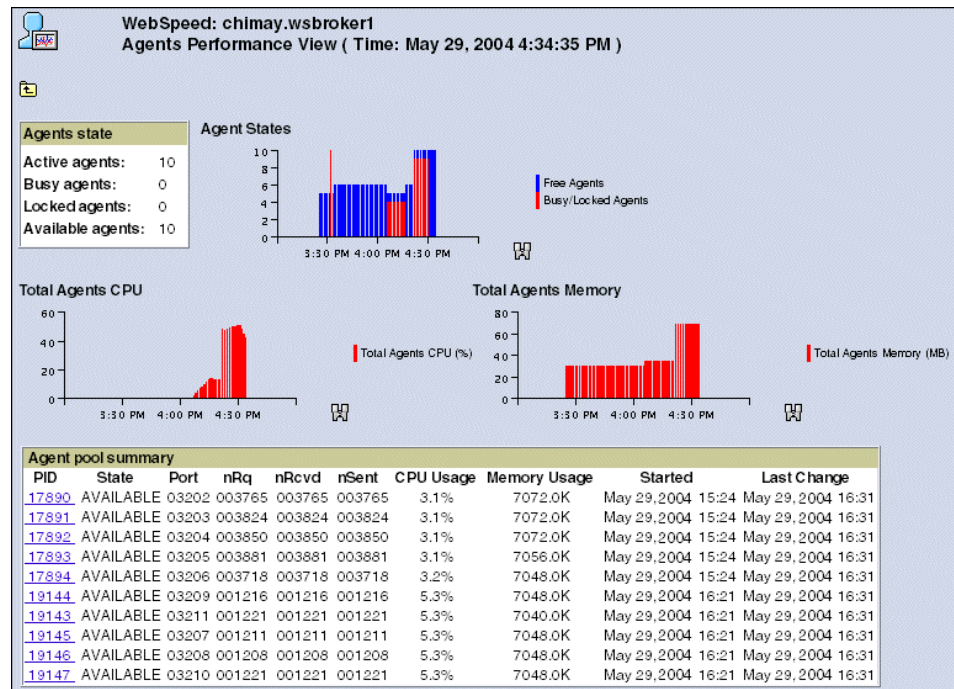 WebSpeed: chimay.wsbroker1
Agents Performance View ( Time: May 29, 2004 4:34:35 PM )
Agents state
Active agents: 10
Busy agents: 0
Locked agents: 0
Available agents: 10
Agent States
10
8
6
4
2
0
3:30 PM 4:00 PM 4:30 PM
Free Agents
Busy/Locked Agents
Total Agents CPU
60
40
20
0
3:30 PM 4:00 PM 4:30 PM
Total Agents CPU (%)
Total Agents Memory
80
60
40
20
0
3:30 PM 4:00 PM 4:30 PM
Total Agents Memory (MB)
Agent pool summary
PID State Port nRq nRcvd nSent CPU Usage Memory Usage Started Last Change
17890 AVAILABLE 03202 003765 003765 003765 3.1% 7072.0K May 29,2004 15:24 May 29, 2004 16:31
17891 AVAILABLE 03203 003824 003824 003824 3.1% 7072.0K May 29,2004 15:24 May 29, 2004 16:31
17892 AVAILABLE 03204 003850 003850 003850 3.1% 7072.0K May 29,2004 15:24 May 29, 2004 16:31
17893 AVAILABLE 03205 003881 003881 003881 3.1% 7056.0K May 29,2004 15:24 May 29, 2004 16:31
17894 AVAILABLE 03206 003718 003718 003718 3.2% 7048.0K May 29,2004 15:24 May 29, 2004 16:31
19144 AVAILABLE 03209 001216 001216 001216 5.3% 7048.0K May 29,2004 16:21 May 29, 2004 16:31
19143 AVAILABLE 03211 001221 001221 001221 5.3% 7040.0K May 29,2004 16:21 May 29, 2004 16:31
19145 AVAILABLE 03207 001211 001211 001211 5.3% 7048.0K May 29,2004 16:21 May 29, 2004 16:31
19146 AVAILABLE 03208 001208 001208 001208 5.3% 7048.0K May 29,2004 16:21 May 29, 2004 16:31
19147 AVAILABLE 03210 001221 001221 001221 5.3% 7048.0K May 29,2004 16:21 May 29, 2004 16:31